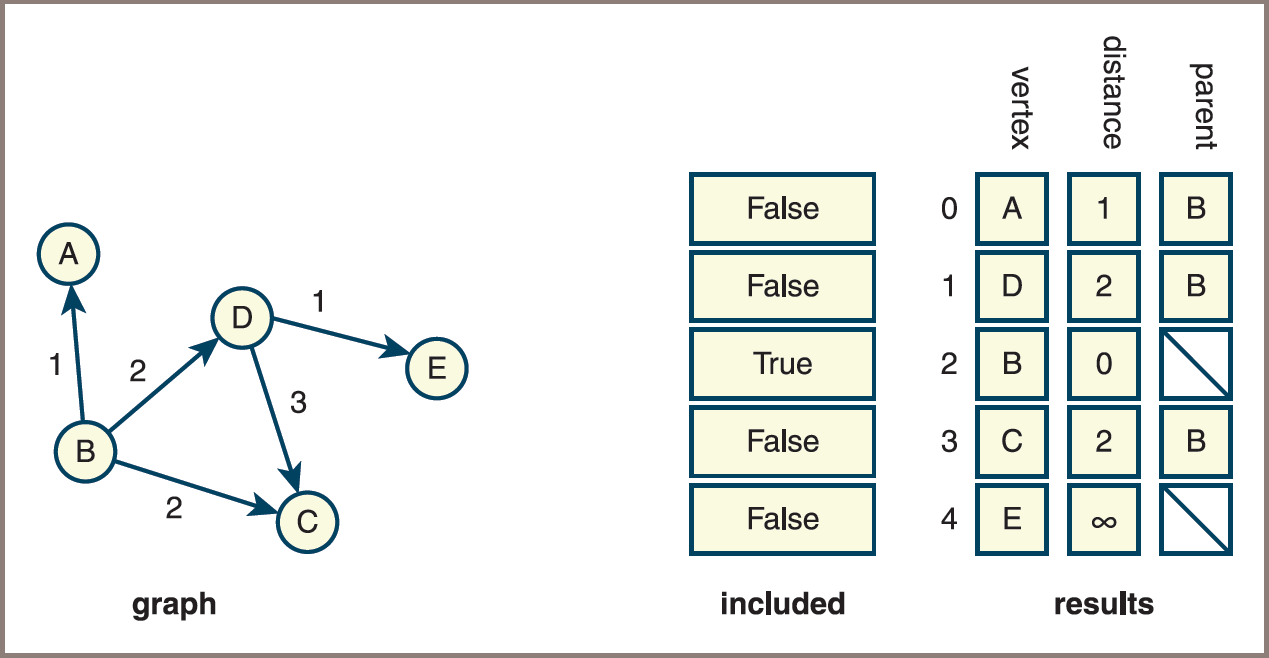 vertex distance parent
A
1
B
2
D
1
E
3
2
C
False 0 A 1 B
False 1 D 2 B
True 2 B 0
False 3 C 2 B
False 4 E ∞
graph included results